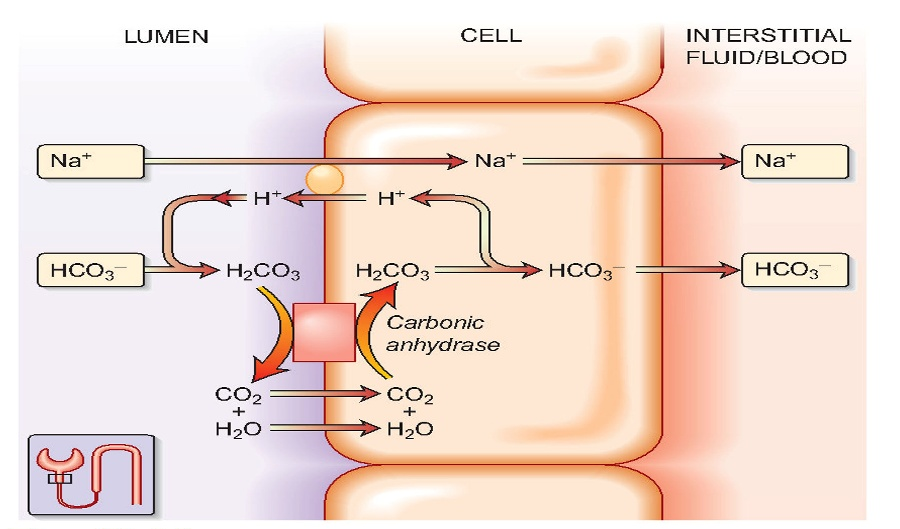 LUMEN
CELL
INTERSTITIAL
FLUID/BLOOD
Na⁺
Na⁺
Na⁺
H⁺
H⁺
HCO₃⁻
H₂CO₃
H₂CO₃
HCO₃⁻
HCO₃⁻
Carbonic
anhydrase
CO₂
CO₂
+
+
H₂O
H₂O